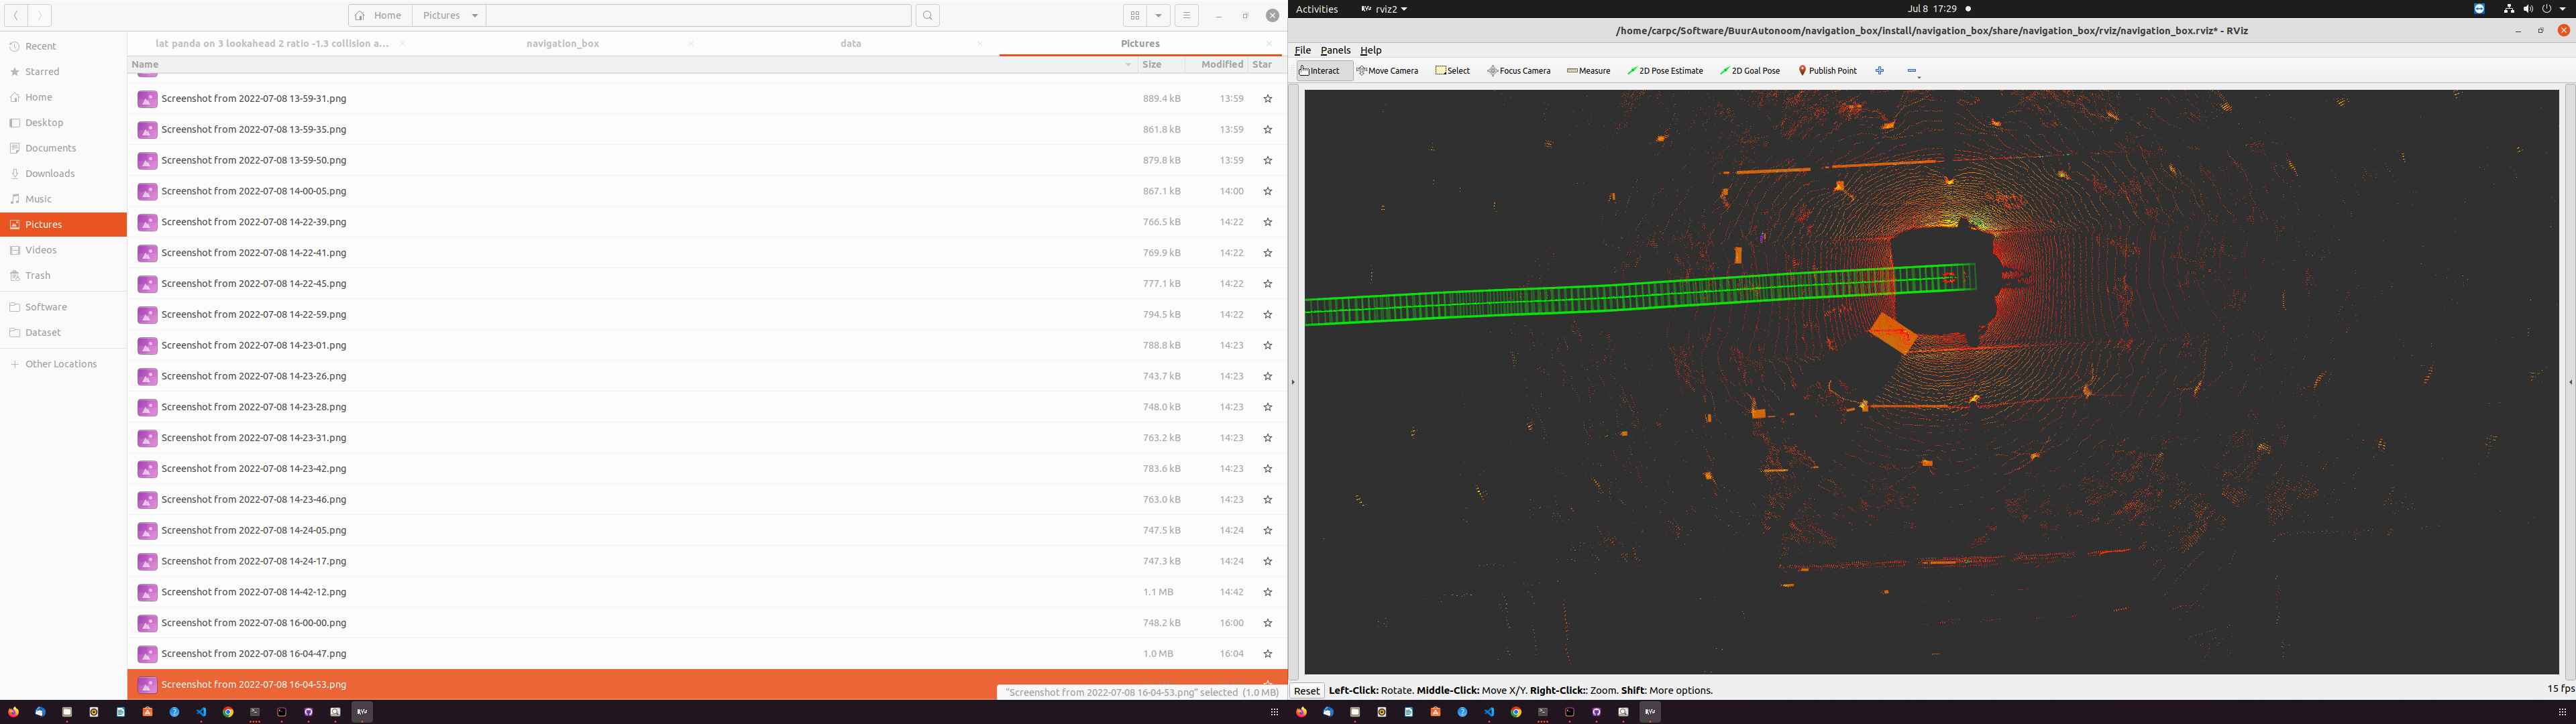 Home Pictures
Activities RViz rviz2 Jul 8 17:29
/home/carpc/Software/BuurAutonoom/navigation_box/install/navigation_box/share/navigation_box/rviz/navigation_box.rviz* - RViz
Recent
Starred
Home
Desktop
Documents
Downloads
Music
Pictures
Videos
Trash
Software
Dataset
Other Locations
lat panda on 3 lookahead 2 ratio -1.3 collision a... navigation_box data Pictures
Name Size Modified Star
Screenshot from 2022-07-08 13-59-31.png 889.4 kB 13:59
Screenshot from 2022-07-08 13-59-35.png 861.8 kB 13:59
Screenshot from 2022-07-08 13-59-50.png 879.8 kB 13:59
Screenshot from 2022-07-08 14-00-05.png 867.1 kB 14:00
Screenshot from 2022-07-08 14-22-39.png 766.5 kB 14:22
Screenshot from 2022-07-08 14-22-41.png 769.9 kB 14:22
Screenshot from 2022-07-08 14-22-45.png 777.1 kB 14:22
Screenshot from 2022-07-08 14-22-59.png 794.5 kB 14:22
Screenshot from 2022-07-08 14-23-01.png 788.8 kB 14:23
Screenshot from 2022-07-08 14-23-26.png 743.7 kB 14:23
Screenshot from 2022-07-08 14-23-28.png 748.0 kB 14:23
Screenshot from 2022-07-08 14-23-31.png 763.2 kB 14:23
Screenshot from 2022-07-08 14-23-42.png 783.6 kB 14:23
Screenshot from 2022-07-08 14-23-46.png 763.0 kB 14:23
Screenshot from 2022-07-08 14-24-05.png 747.5 kB 14:24
Screenshot from 2022-07-08 14-24-17.png 747.3 kB 14:24
Screenshot from 2022-07-08 14-42-12.png 1.1 MB 14:42
Screenshot from 2022-07-08 16-00-00.png 748.2 kB 16:00
Screenshot from 2022-07-08 16-04-47.png 1.0 MB 16:04
Screenshot from 2022-07-08 16-04-53.png
"Screenshot from 2022-07-08 16-04-53.png" selected (1.0 MB)
File Panels Help
Interact Move Camera Select Focus Camera Measure 2D Pose Estimate 2D Goal Pose Publish Point
Reset Left-Click: Rotate. Middle-Click: Move X/Y. Right-Click:: Zoom. Shift: More options. 15 fps